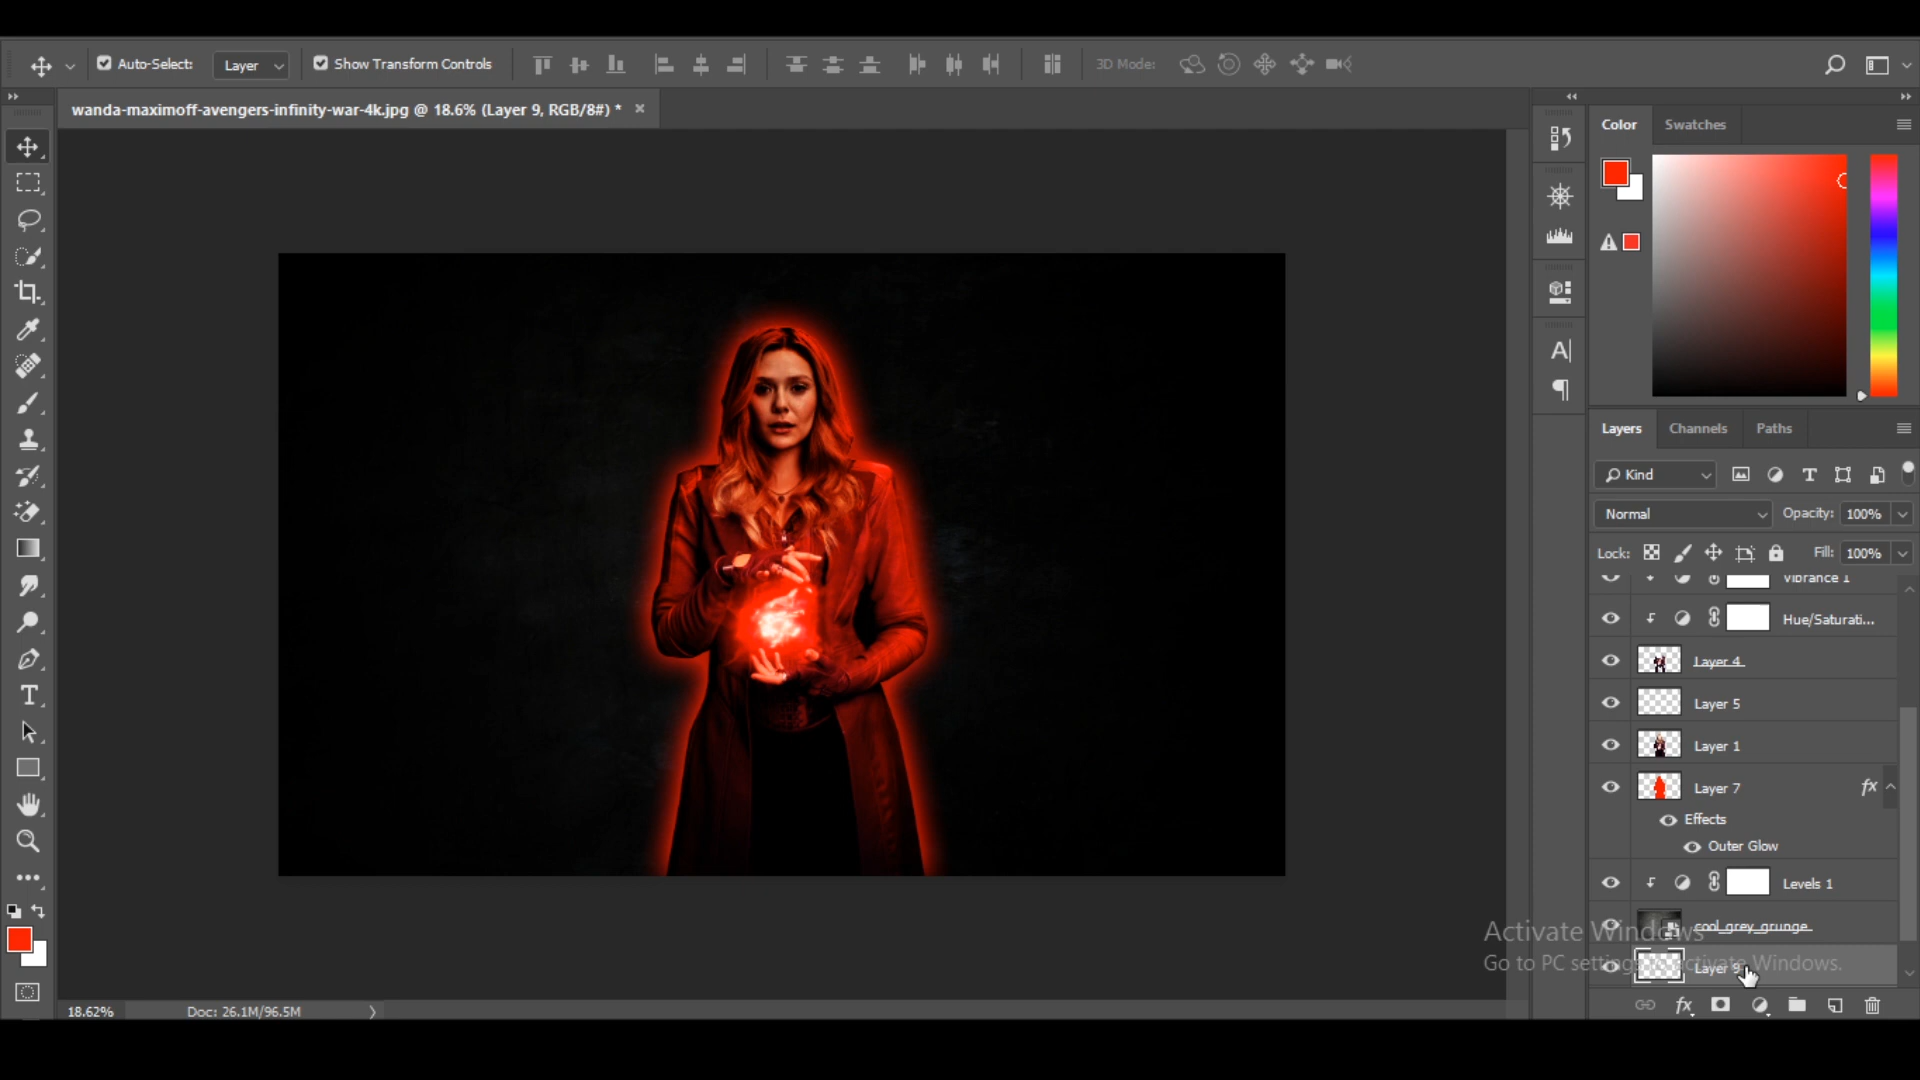 Auto-Select:
Layer
Show Transform Controls
3D Mode:
wanda-maximoff-avengers-infinity-war-4k.jpg @ 18.6% (Layer 9, RGB/8#) *
Color
Swatches
Layers
Channels
Paths
Kind
Normal
Opacity: 100%
Lock:
Fill: 100%
Vibrance 1
Hue/Saturati...
Layer 4
Layer 5
Layer 1
Layer 7
fx
Effects
Outer Glow
Levels 1
cool_grey_grunge
Layer 9
Activate Windows
Go to PC settings to activate Windows.
18.62%
Doc: 26.1M/96.5M